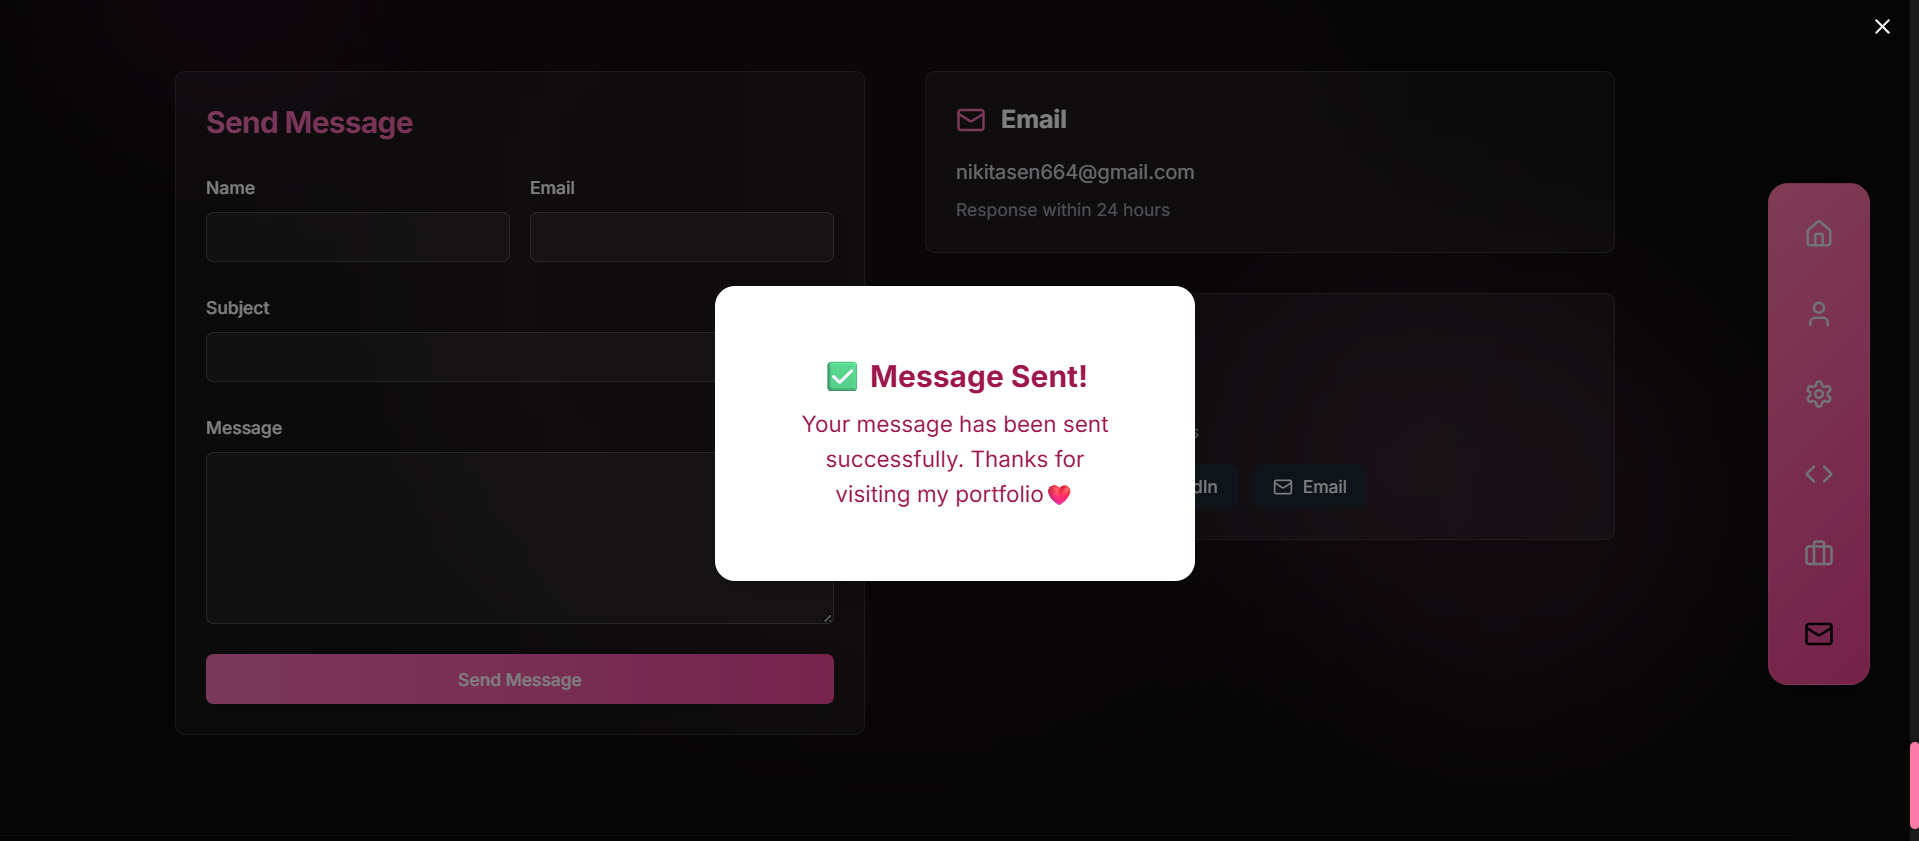 Send Message
Name
Email
Subject
Message
Send Message
Email
nikitasen664@gmail.com
Response within 24 hours
Email
✅ Message Sent!
Your message has been sent
successfully. Thanks for
visiting my portfolio❤️